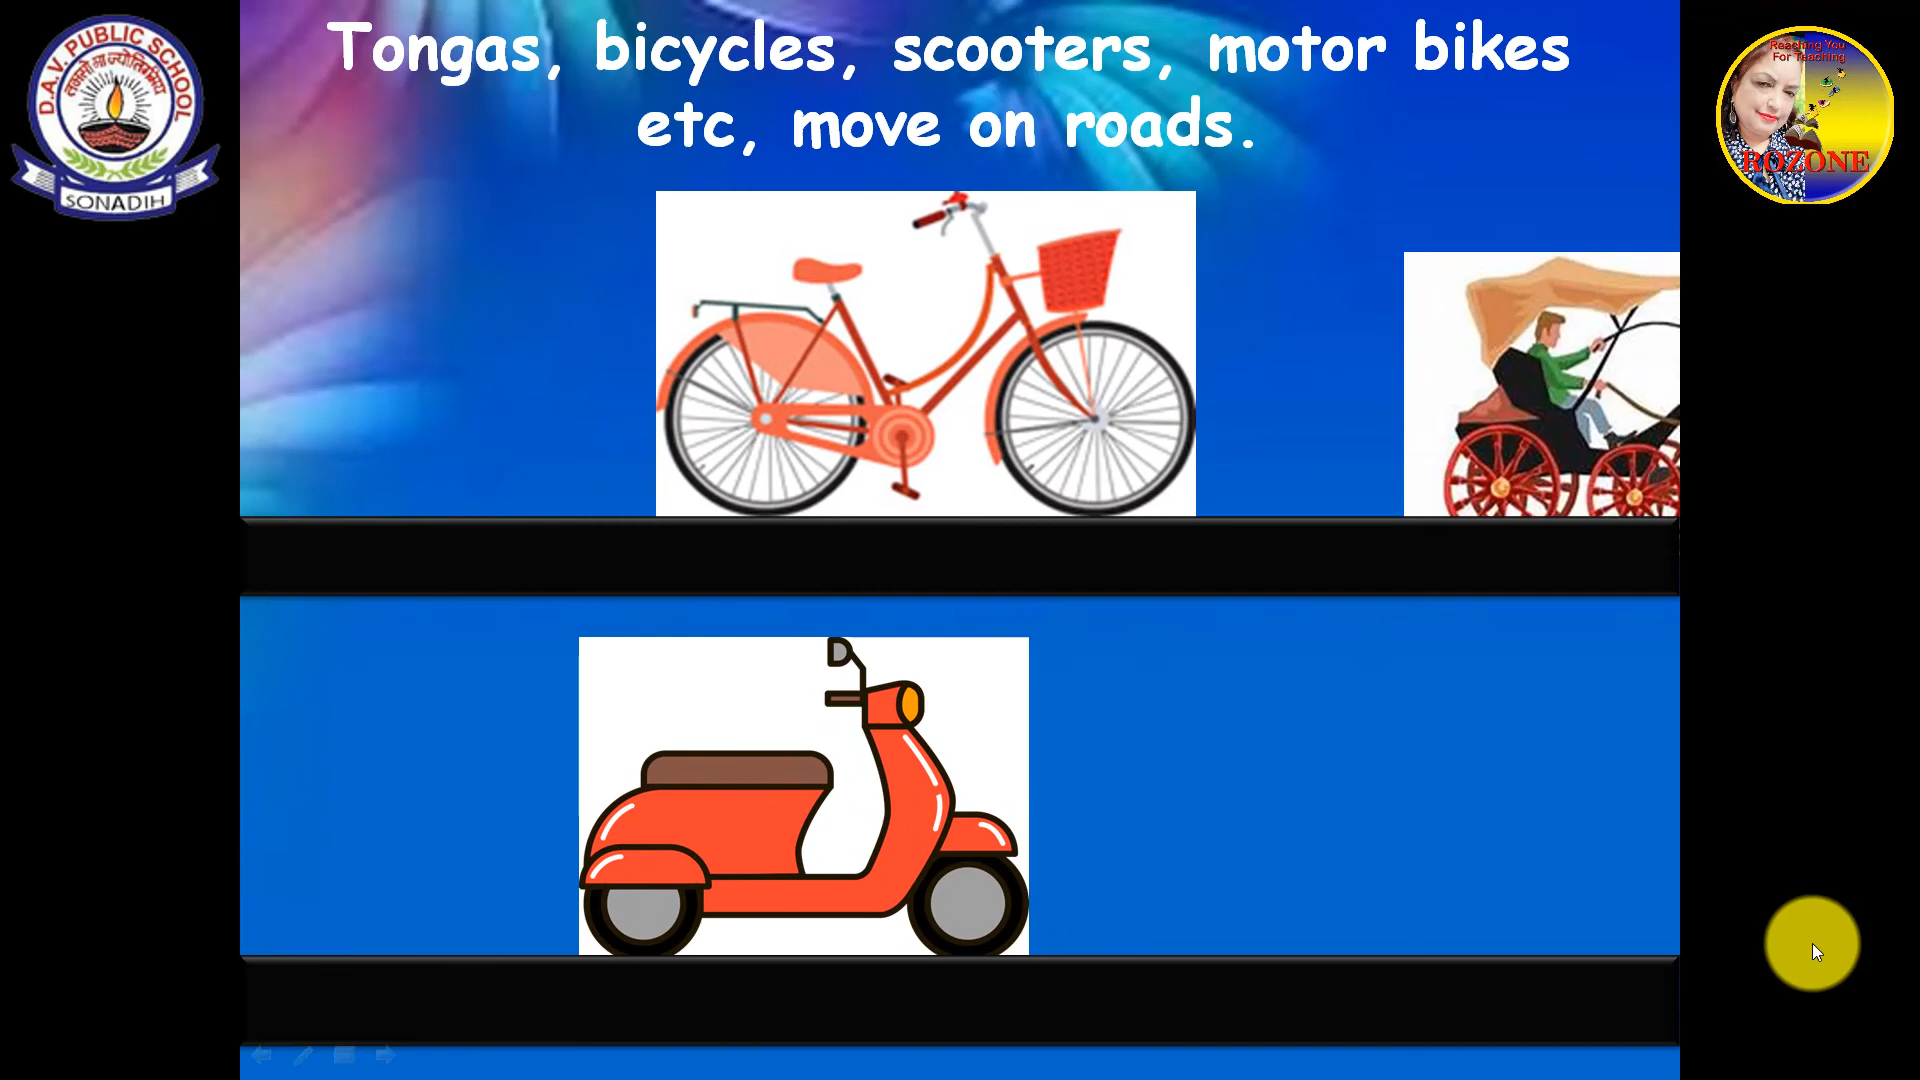 Tongas, bicycles, scooters, motor bikes
etc, move on roads.
D.A.V. PUBLIC SCHOOL
SONADIH
Reaching You
For Teaching
ROZONE